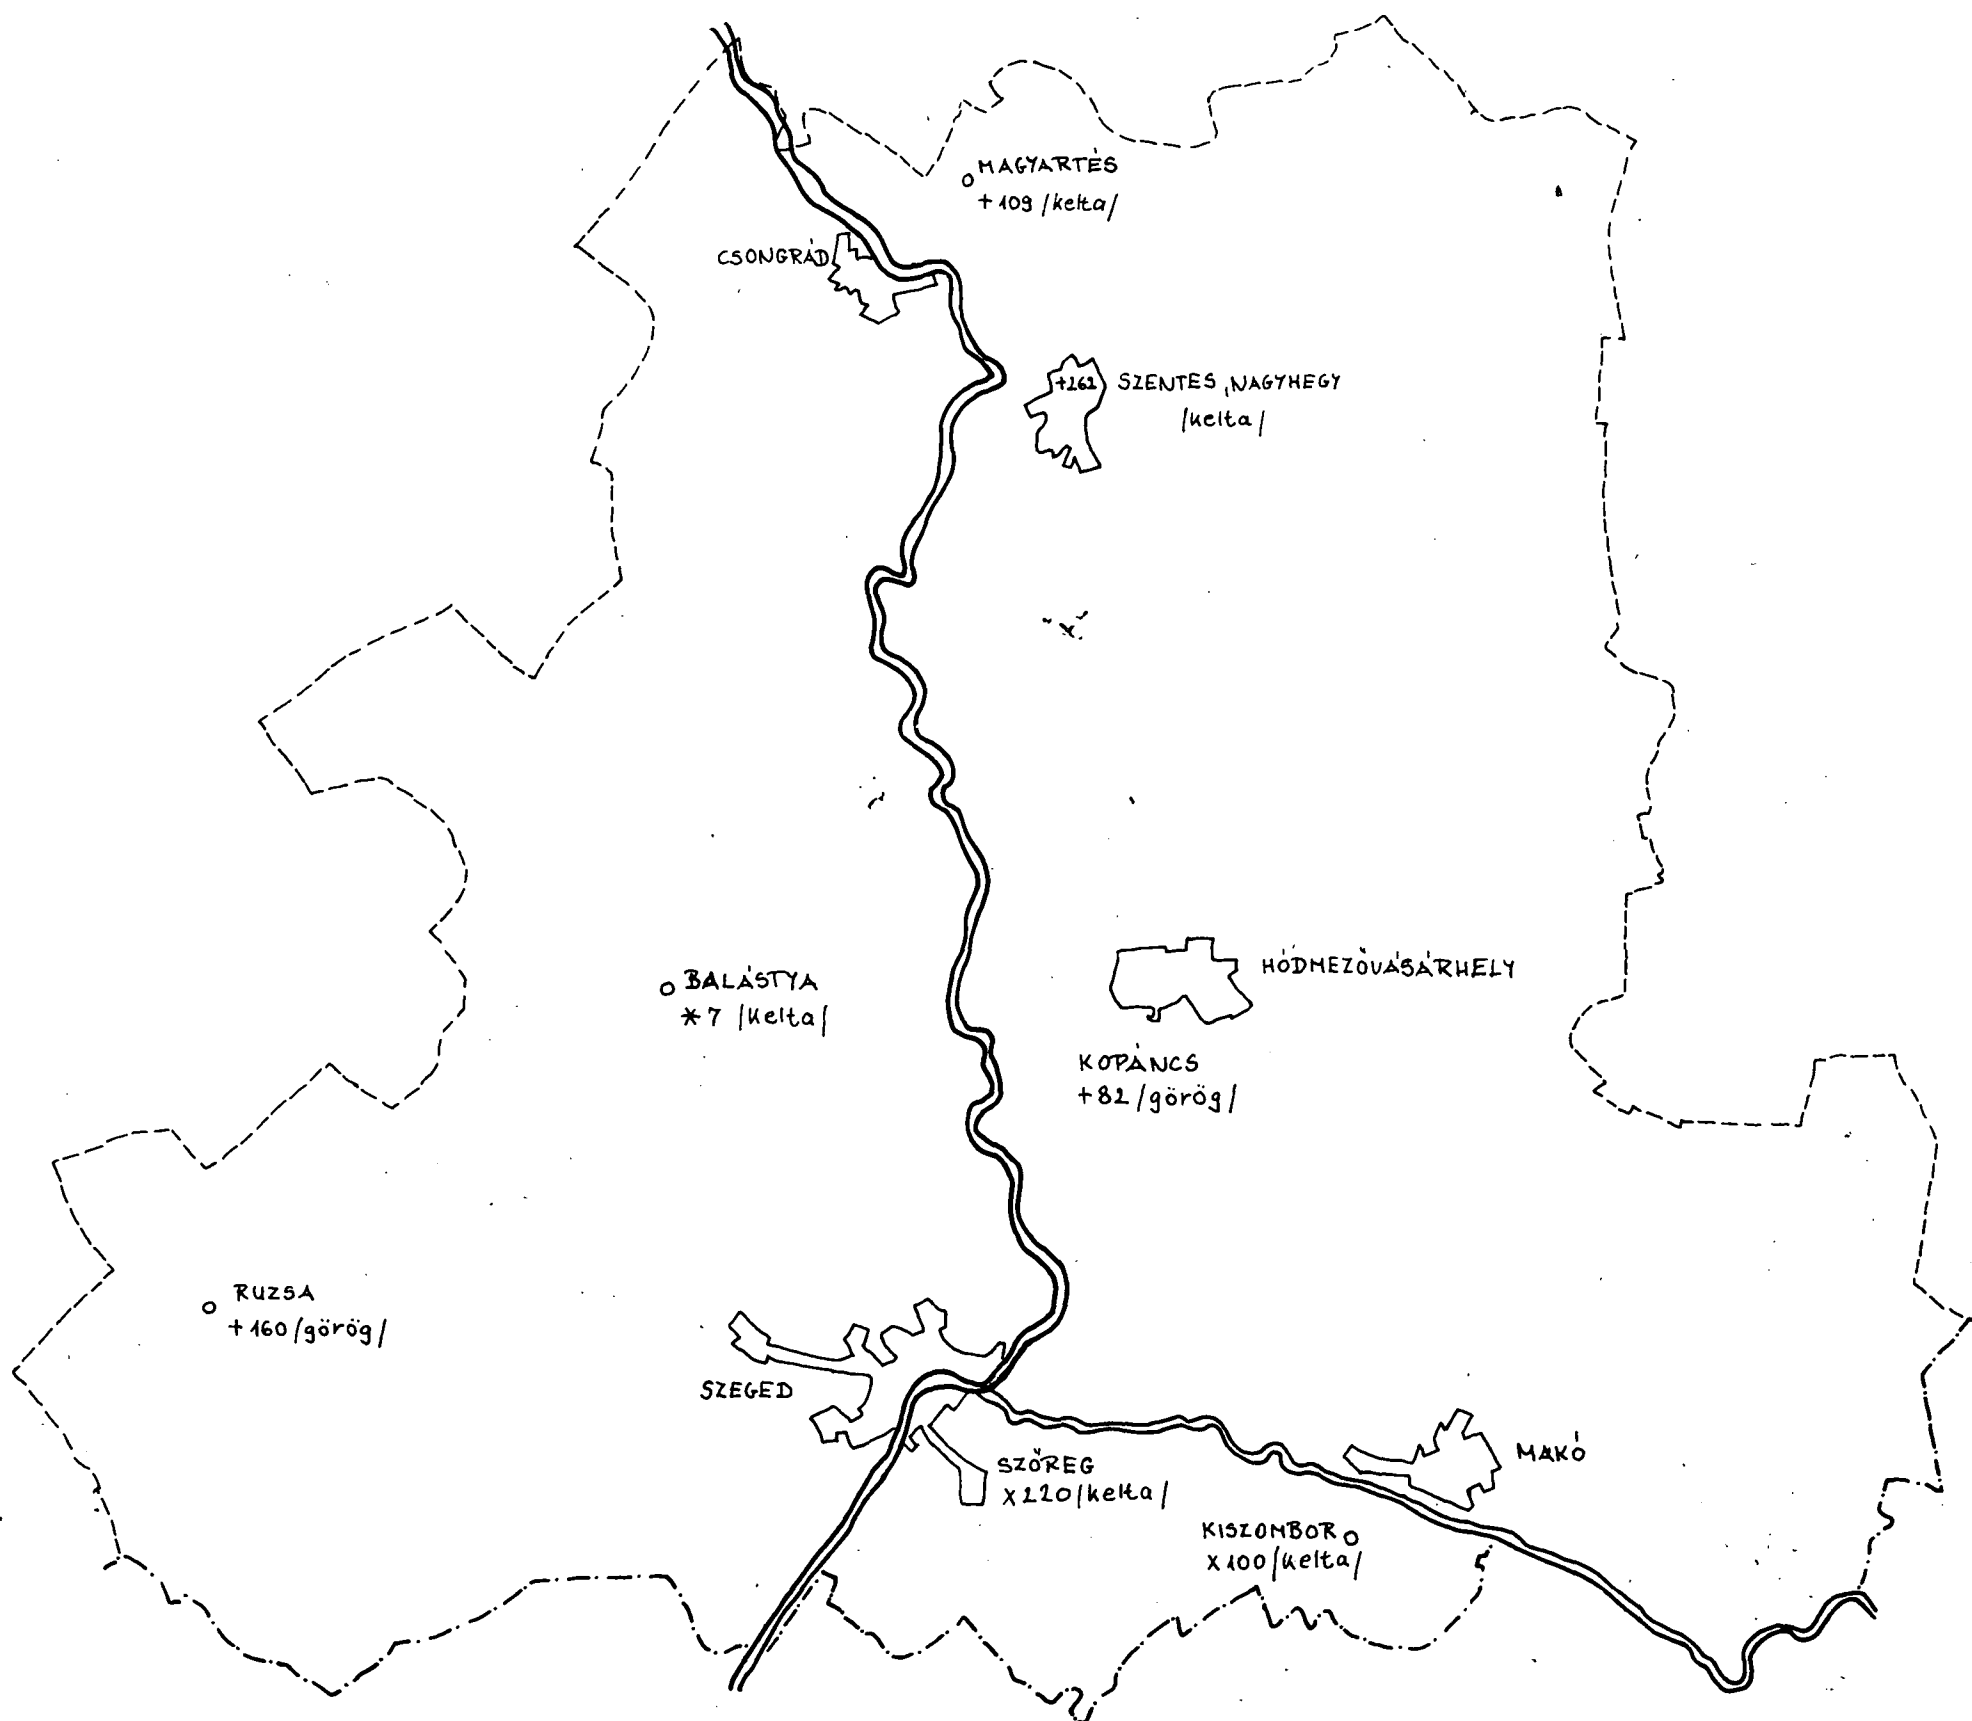 MAGYARTÉS
+109 /kelta/
CSONGRÁD
+262 SZENTES, NAGYHEGY
/kelta/
HÓDMEZŐVÁSÁRHELY
BALÁSTYA
*7 /kelta/
KOPÁNCS
+82 /görög/
RUZSA
+160 /görög/
SZEGED
SZŐREG
X220 /kelta/
MAKÓ
KISZOMBOR
X100 /kelta/